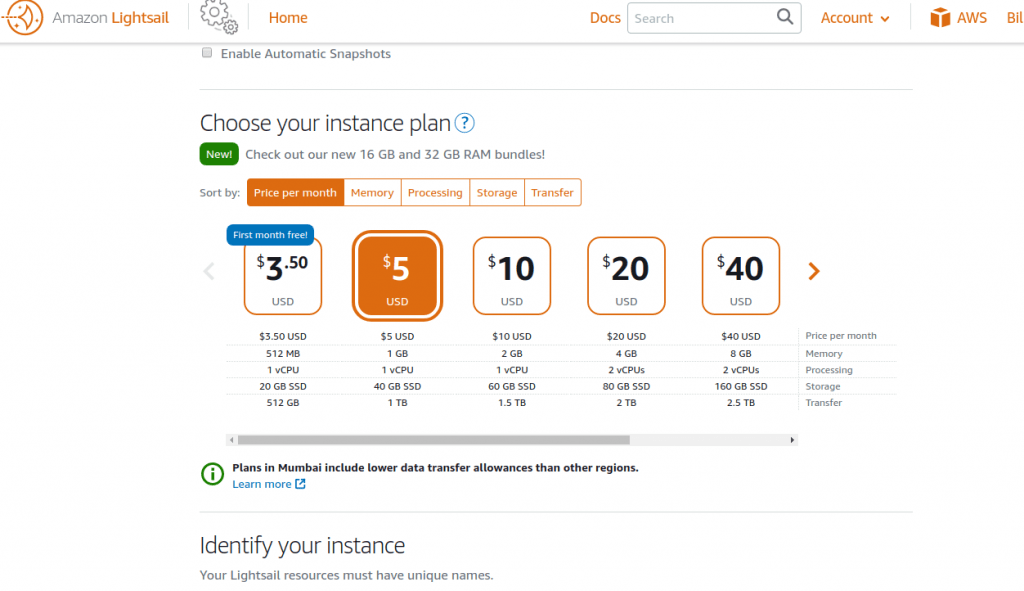 Amazon Lightsail Home Docs Search Account AWS Bil
Enable Automatic Snapshots
Choose your instance plan ?
New! Check out our new 16 GB and 32 GB RAM bundles!
Sort by: Price per month Memory Processing Storage Transfer
First month free!
$3.50 $5 $10 $20 $40
USD USD USD USD USD
$3.50 USD $5 USD $10 USD $20 USD $40 USD Price per month
512 MB 1 GB 2 GB 4 GB 8 GB Memory
1 vCPU 1 vCPU 1 vCPU 2 vCPUs 2 vCPUs Processing
20 GB SSD 40 GB SSD 60 GB SSD 80 GB SSD 160 GB SSD Storage
512 GB 1 TB 1.5 TB 2 TB 2.5 TB Transfer
Plans in Mumbai include lower data transfer allowances than other regions.
Learn more
Identify your instance
Your Lightsail resources must have unique names.